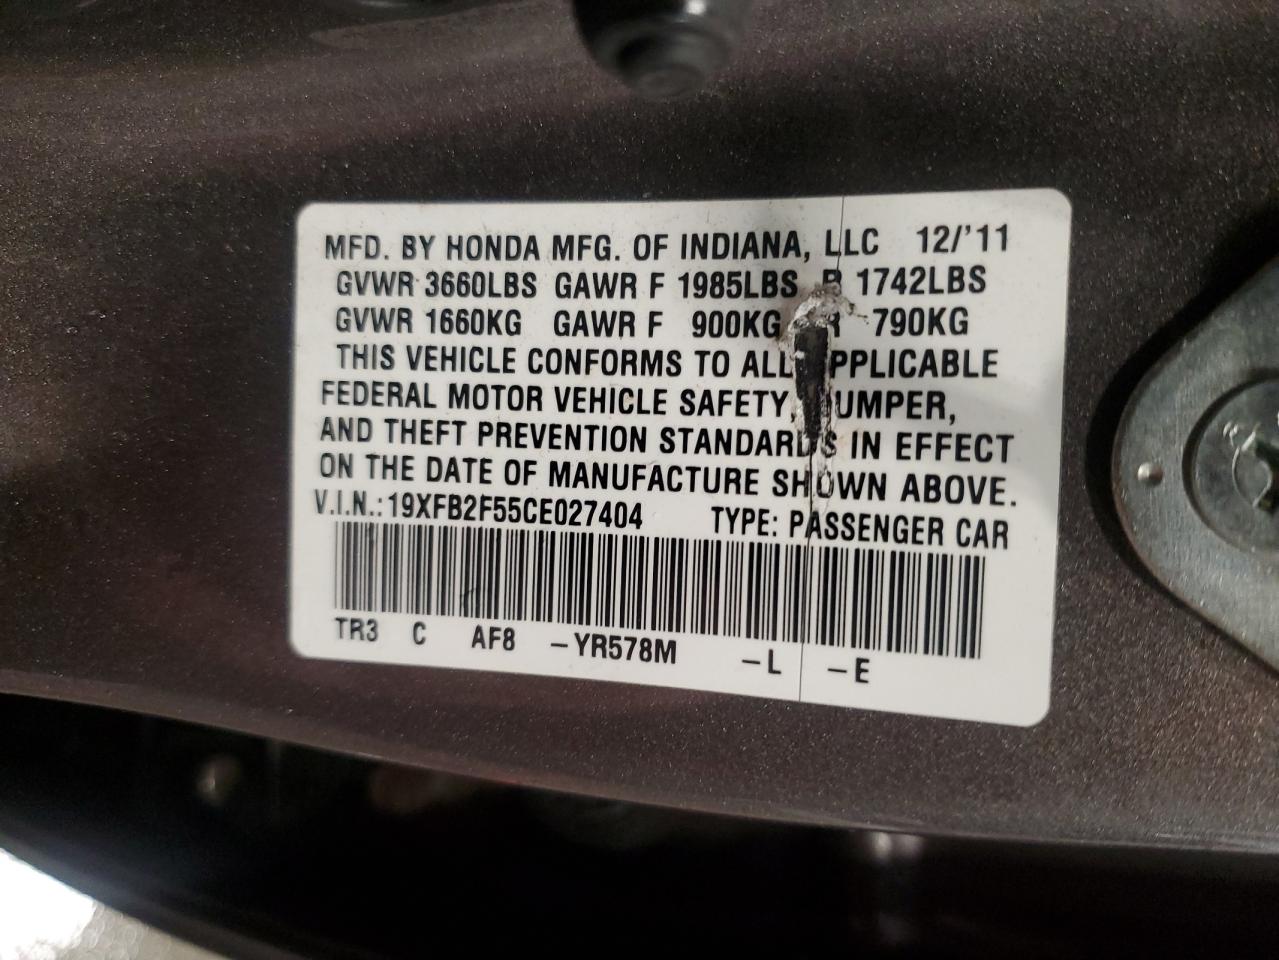 MFD. BY HONDA MFG. OF INDIANA, LLC 12/'11
GVWR 3660LBS GAWR F 1985LBS R 1742LBS
GVWR 1660KG GAWR F 900KG R 790KG
THIS VEHICLE CONFORMS TO ALL APPLICABLE
FEDERAL MOTOR VEHICLE SAFETY, BUMPER,
AND THEFT PREVENTION STANDARDS IN EFFECT
ON THE DATE OF MANUFACTURE SHOWN ABOVE.
V.I.N.:19XFB2F55CE027404 TYPE: PASSENGER CAR
TR3 C AF8 -YR578M -L -E